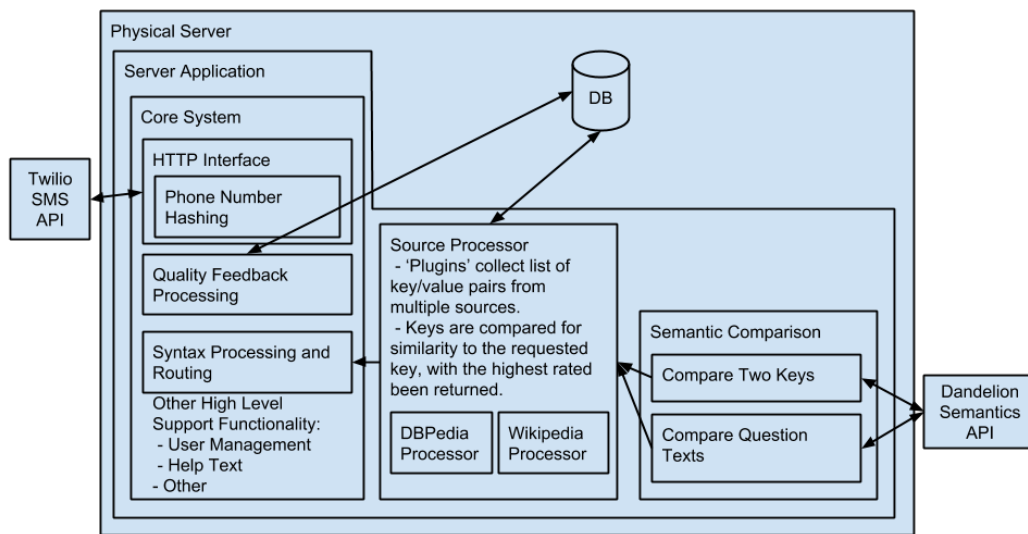 Physical Server
Server Application
DB
Core System
HTTP Interface
Phone Number
Hashing
Twilio
SMS
API
Quality Feedback
Processing
Syntax Processing and
Routing
Other High Level
Support Functionality:
- User Management
- Help Text
- Other
Source Processor
- ‘Plugins’ collect list of
key/value pairs from
multiple sources.
- Keys are compared for
similarity to the requested
key, with the highest rated
been returned.
DBPedia
Processor
Wikipedia
Processor
Semantic Comparison
Compare Two Keys
Compare Question
Texts
Dandelion
Semantics
API